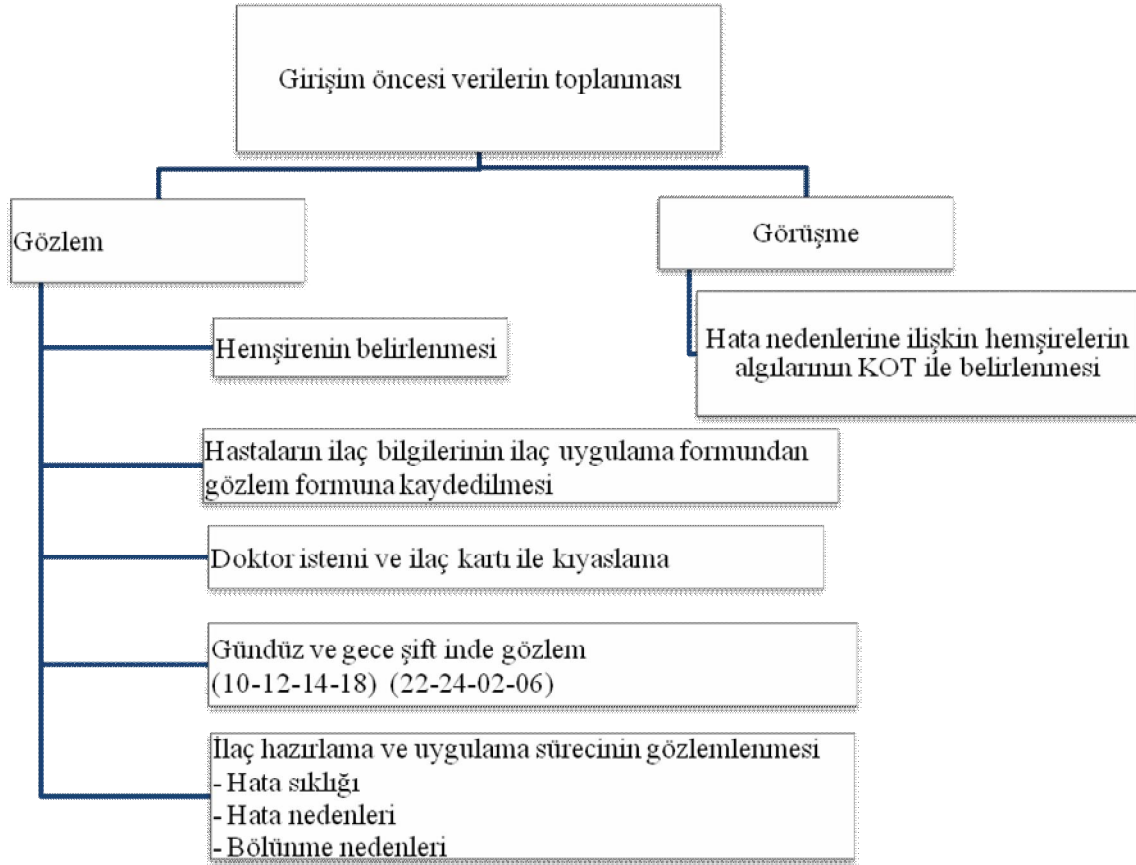 Girişim öncesi verilerin toplanması
Gözlem
Görüşme
Hemşirenin belirlenmesi
Hata nedenlerine ilişkin hemşirelerin
algılarının KOT ile belirlenmesi
Hastaların ilaç bilgilerinin ilaç uygulama formundan
gözlem formuna kaydedilmesi
Doktor istemi ve ilaç kartı ile kıyaslama
Gündüz ve gece şift inde gözlem
(10-12-14-18) (22-24-02-06)
İlaç hazırlama ve uygulama sürecinin gözlemlenmesi
- Hata sıklığı
- Hata nedenleri
- Bölünme nedenleri